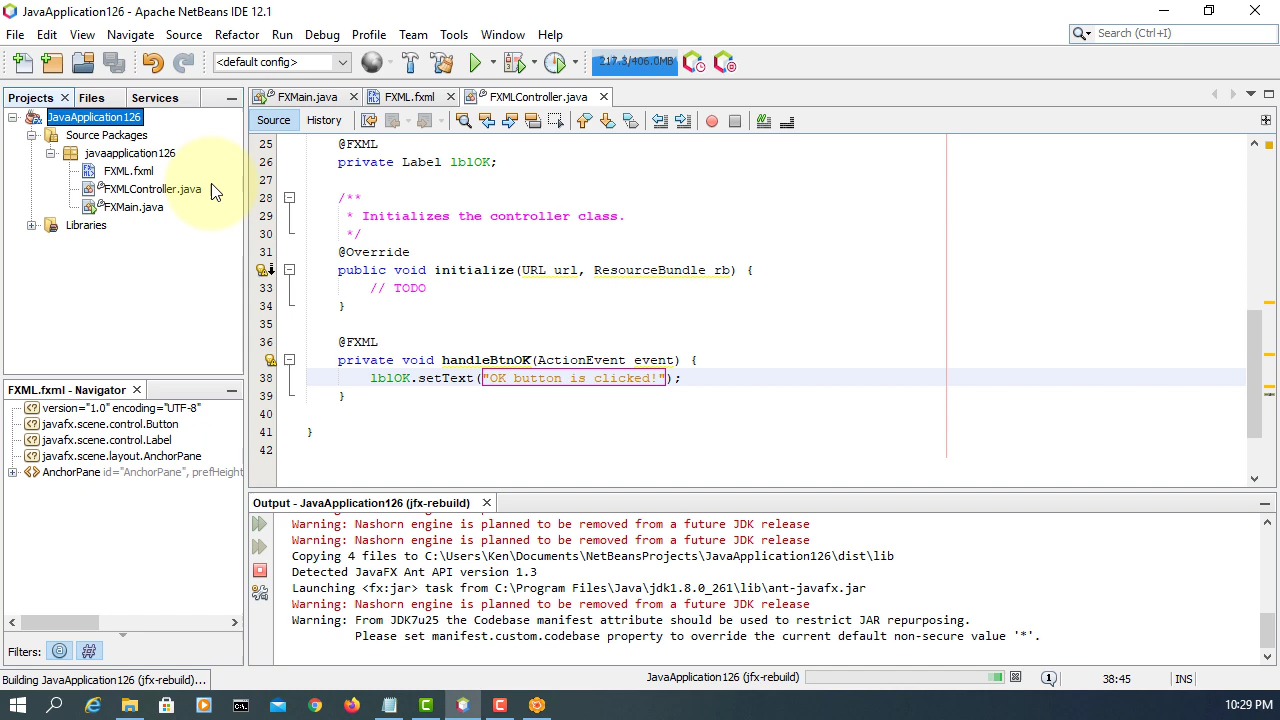 JavaApplication126 - Apache NetBeans IDE 12.1
File Edit View Navigate Source Refactor Run Debug Profile Team Tools Window Help
Search (Ctrl+I)
<default config>
217.3/406.0MB
Projects Files Services
FXMain.java FXML.fxml FXMLController.java
Source History
JavaApplication126
Source Packages
javaapplication126
FXML.fxml
FXMLController.java
FXMain.java
Libraries
25 @FXML
26 private Label lblOK;
27
28 /**
29 * Initializes the controller class.
30 */
31 @Override
public void initialize(URL url, ResourceBundle rb) {
33 // TODO
34 }
35
36 @FXML
private void handleBtnOK(ActionEvent event) {
38 lblOK.setText("OK button is clicked!");
39 }
40
41 }
42
FXML.fxml - Navigator
version="1.0" encoding="UTF-8"
javafx.scene.control.Button
javafx.scene.control.Label
javafx.scene.layout.AnchorPane
AnchorPane id="AnchorPane", prefHeight
Filters:
Output - JavaApplication126 (jfx-rebuild)
Warning: Nashorn engine is planned to be removed from a future JDK release
Warning: Nashorn engine is planned to be removed from a future JDK release
Copying 4 files to C:\Users\Ken\Documents\NetBeansProjects\JavaApplication126\dist\lib
Detected JavaFX Ant API version 1.3
Launching <fx:jar> task from C:\Program Files\Java\jdk1.8.0_261\lib\ant-javafx.jar
Warning: Nashorn engine is planned to be removed from a future JDK release
Warning: From JDK7u25 the Codebase manifest attribute should be used to restrict JAR repurposing.
Please set manifest.custom.codebase property to override the current default non-secure value '*'.
Building JavaApplication126 (jfx-rebuild)...
JavaApplication126 (jfx-rebuild)
1
38:45
INS
10:29 PM